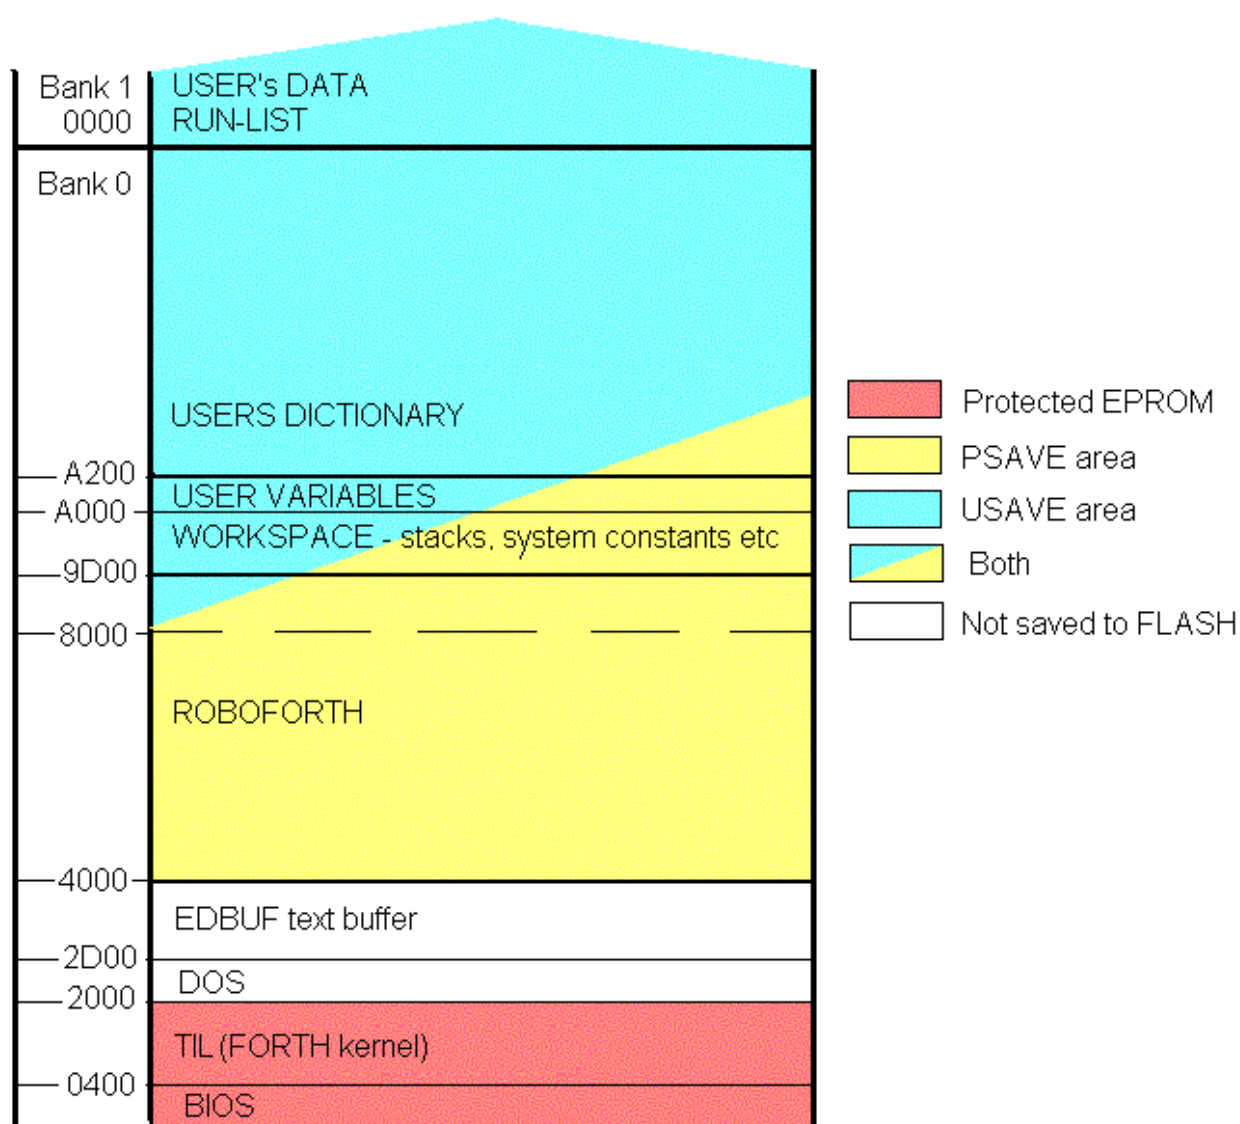 Bank 1
0000
USER's DATA
RUN-LIST
Bank 0
USERS DICTIONARY
A200
USER VARIABLES
A000
WORKSPACE - stacks, system constants etc
9D00
8000
ROBOFORTH
4000
EDBUF text buffer
2D00
DOS
2000
TIL (FORTH kernel)
0400
BIOS
Protected EPROM
PSAVE area
USAVE area
Both
Not saved to FLASH